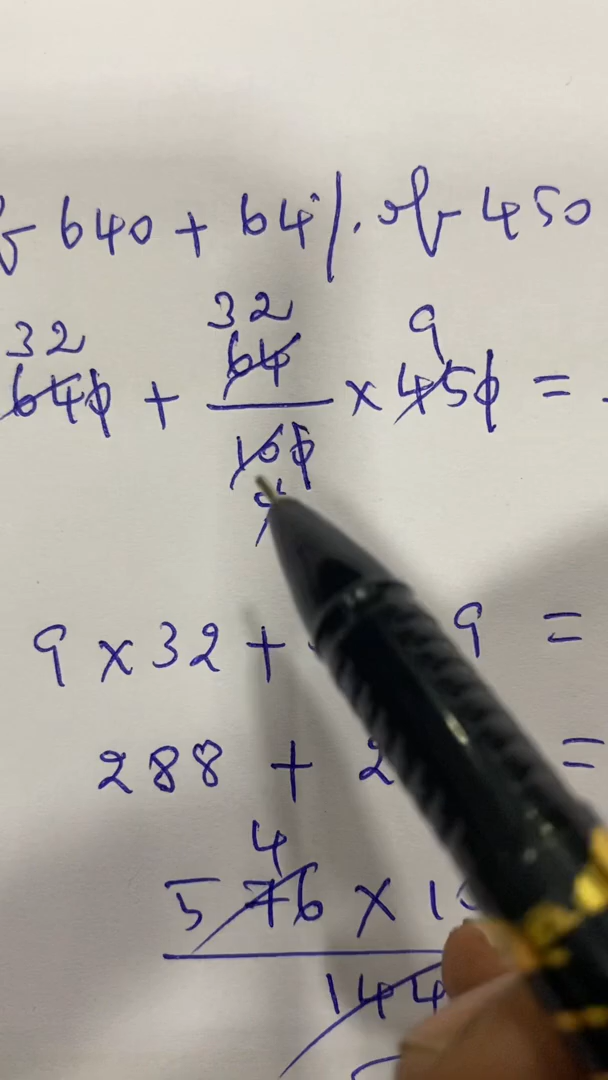 640 + 64% of 450
32 32 9
640 + 64 × 450 =
100
9 × 32 + 9 =
288 + 2 =
4
576 × 1
144